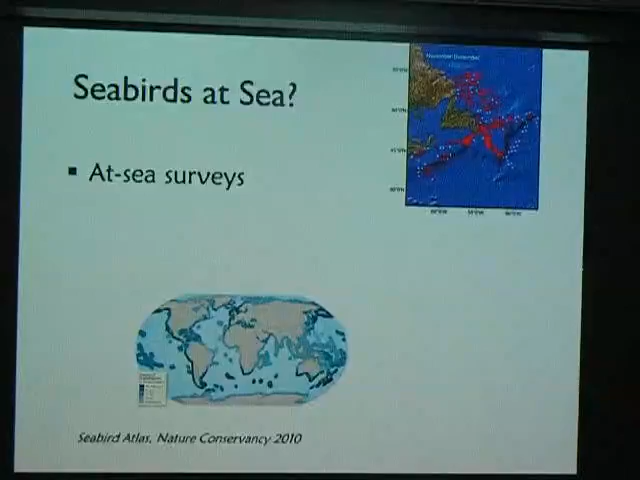 Seabirds at Sea?
▪ At-sea surveys
Seabird Atlas, Nature Conservancy 2010